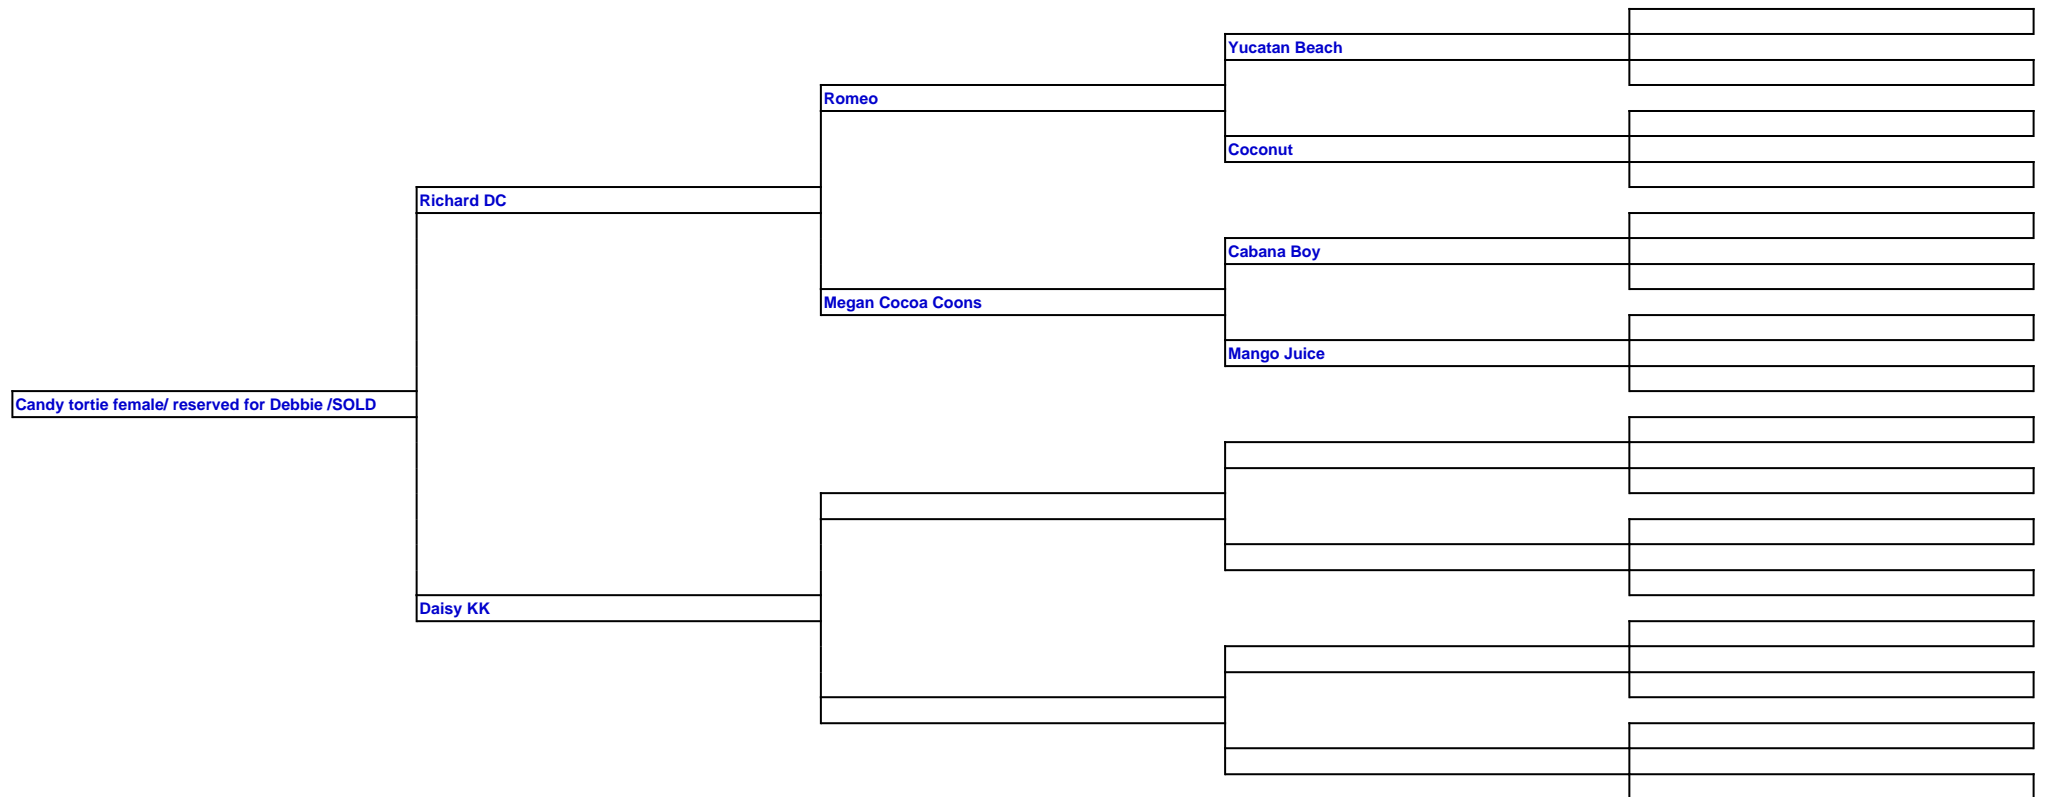 Yucatan Beach
Romeo
Coconut
Richard DC
Cabana Boy
Megan Cocoa Coons
Mango Juice
Candy tortie female/ reserved for Debbie /SOLD
Daisy KK